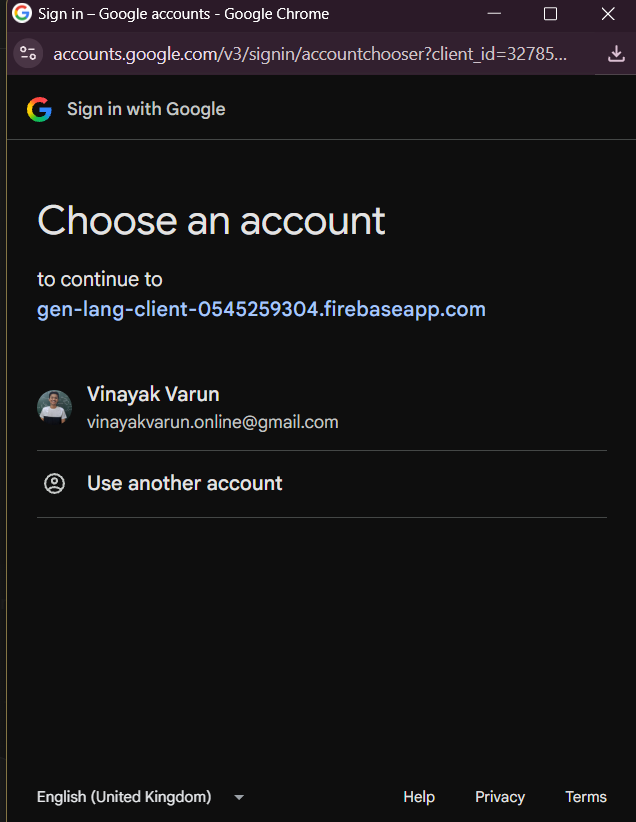 Sign in – Google accounts - Google Chrome
accounts.google.com/v3/signin/accountchooser?client_id=32785...
Sign in with Google
Choose an account
to continue to
gen-lang-client-0545259304.firebaseapp.com
Vinayak Varun
vinayakvarun.online@gmail.com
Use another account
English (United Kingdom)
Help Privacy Terms